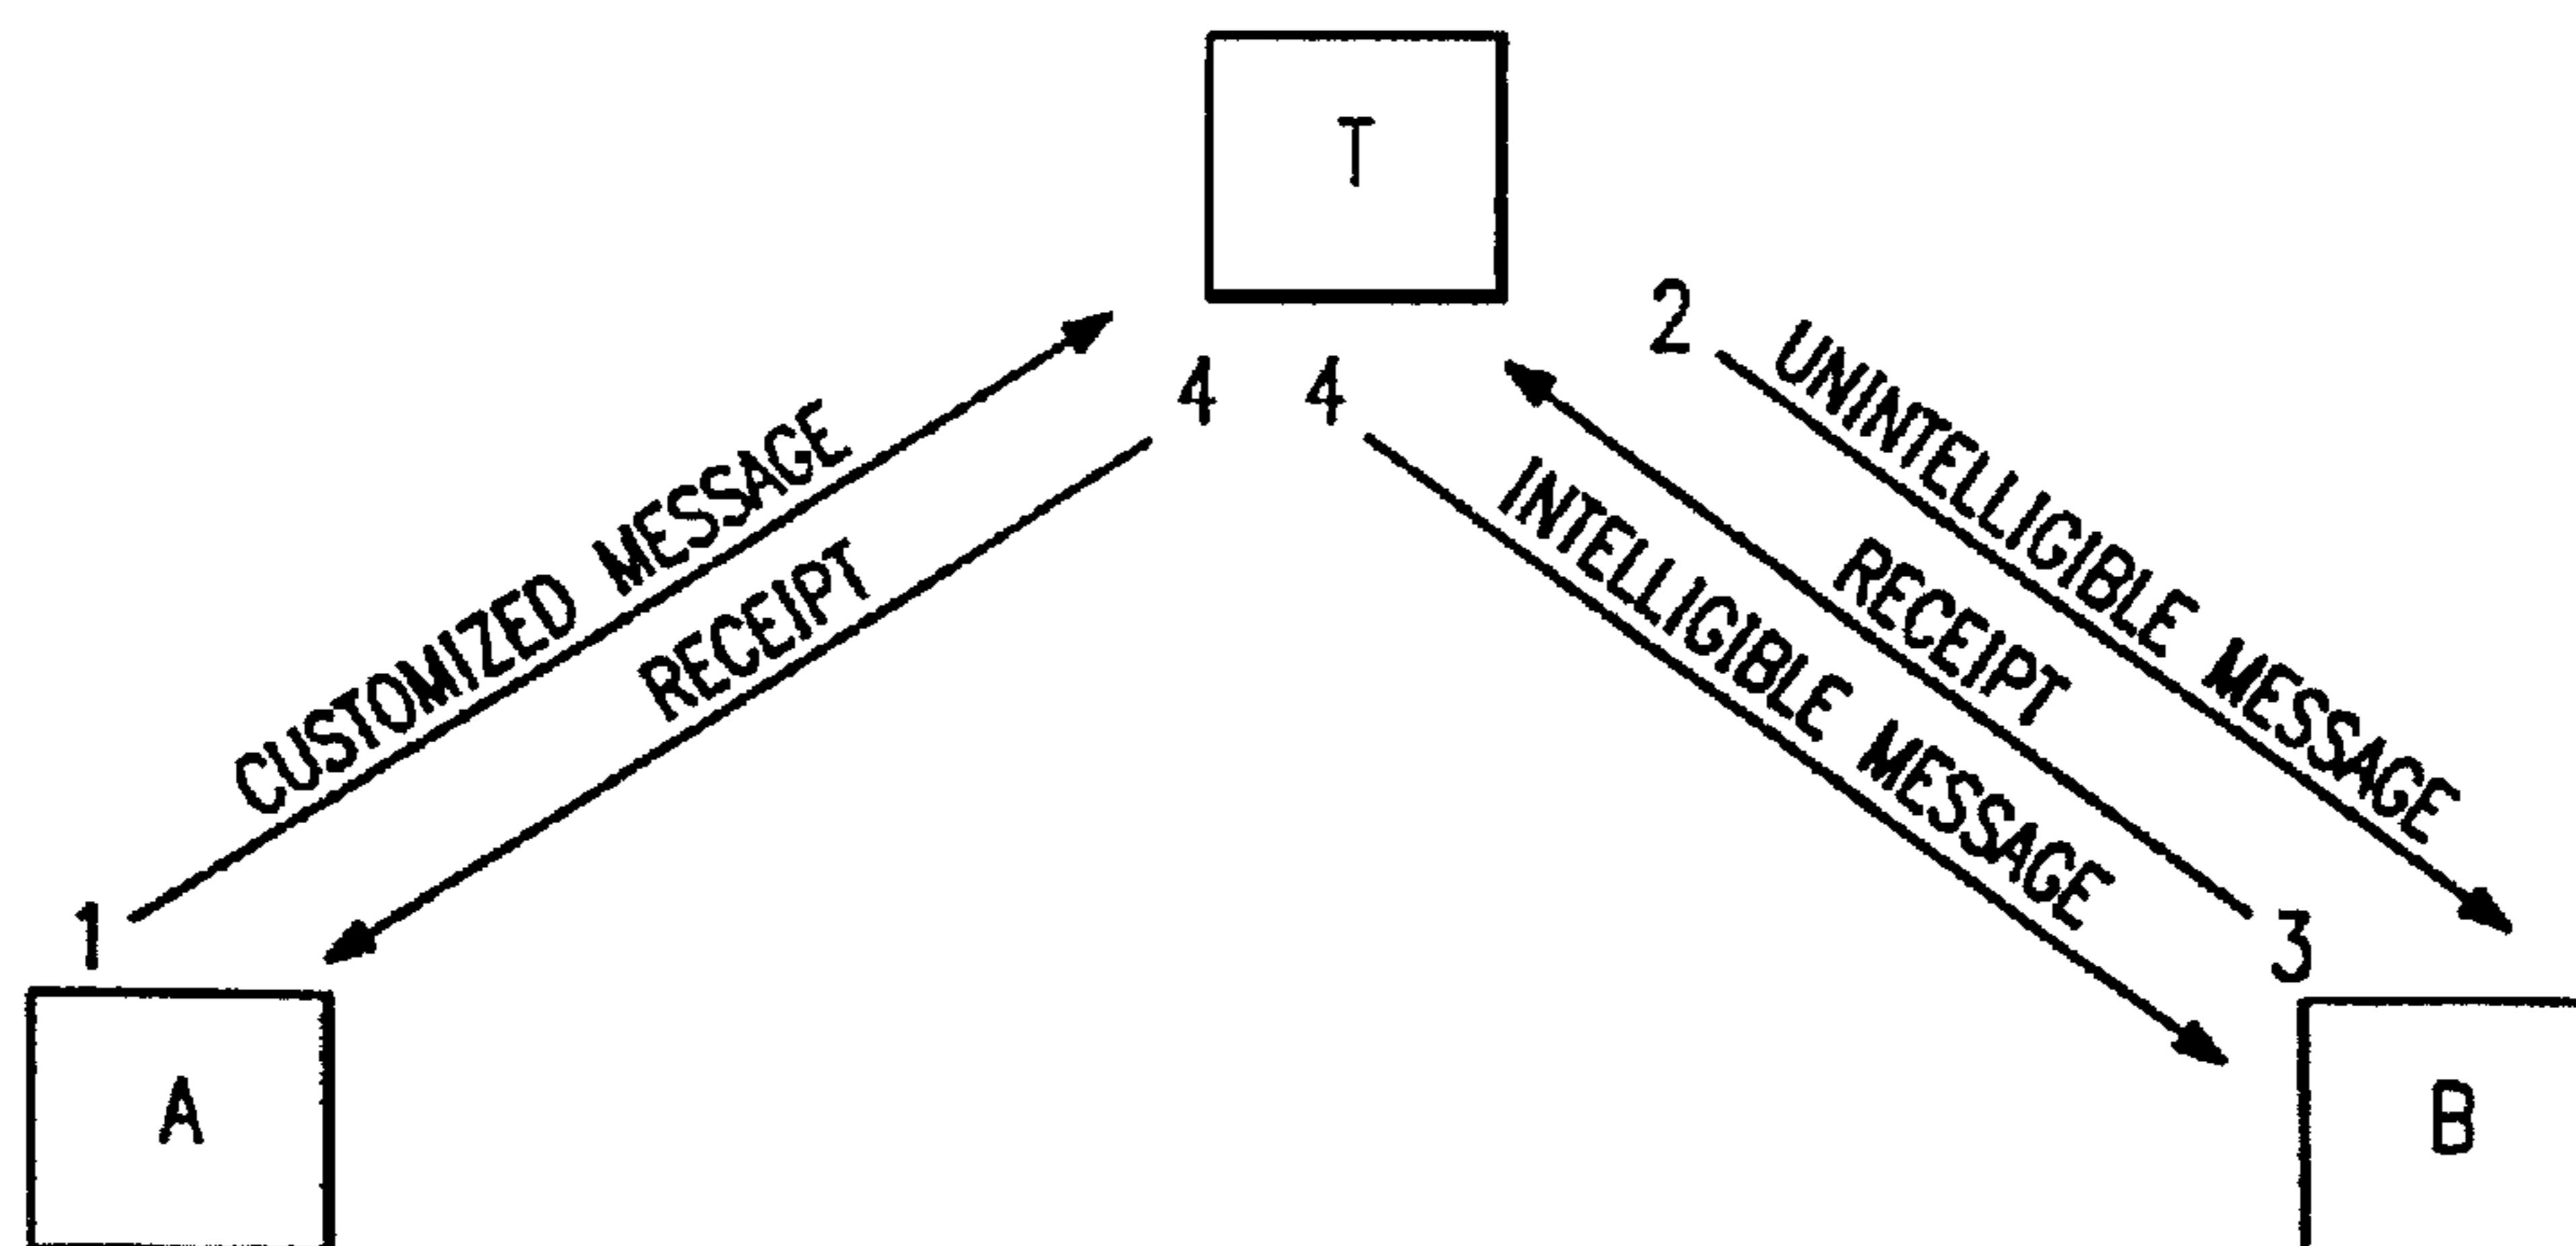 T
2
4
4
UNINTELLIGIBLE MESSAGE
CUSTOMIZED MESSAGE
RECEIPT
INTELLIGIBLE MESSAGE
RECEIPT
1
3
A
B